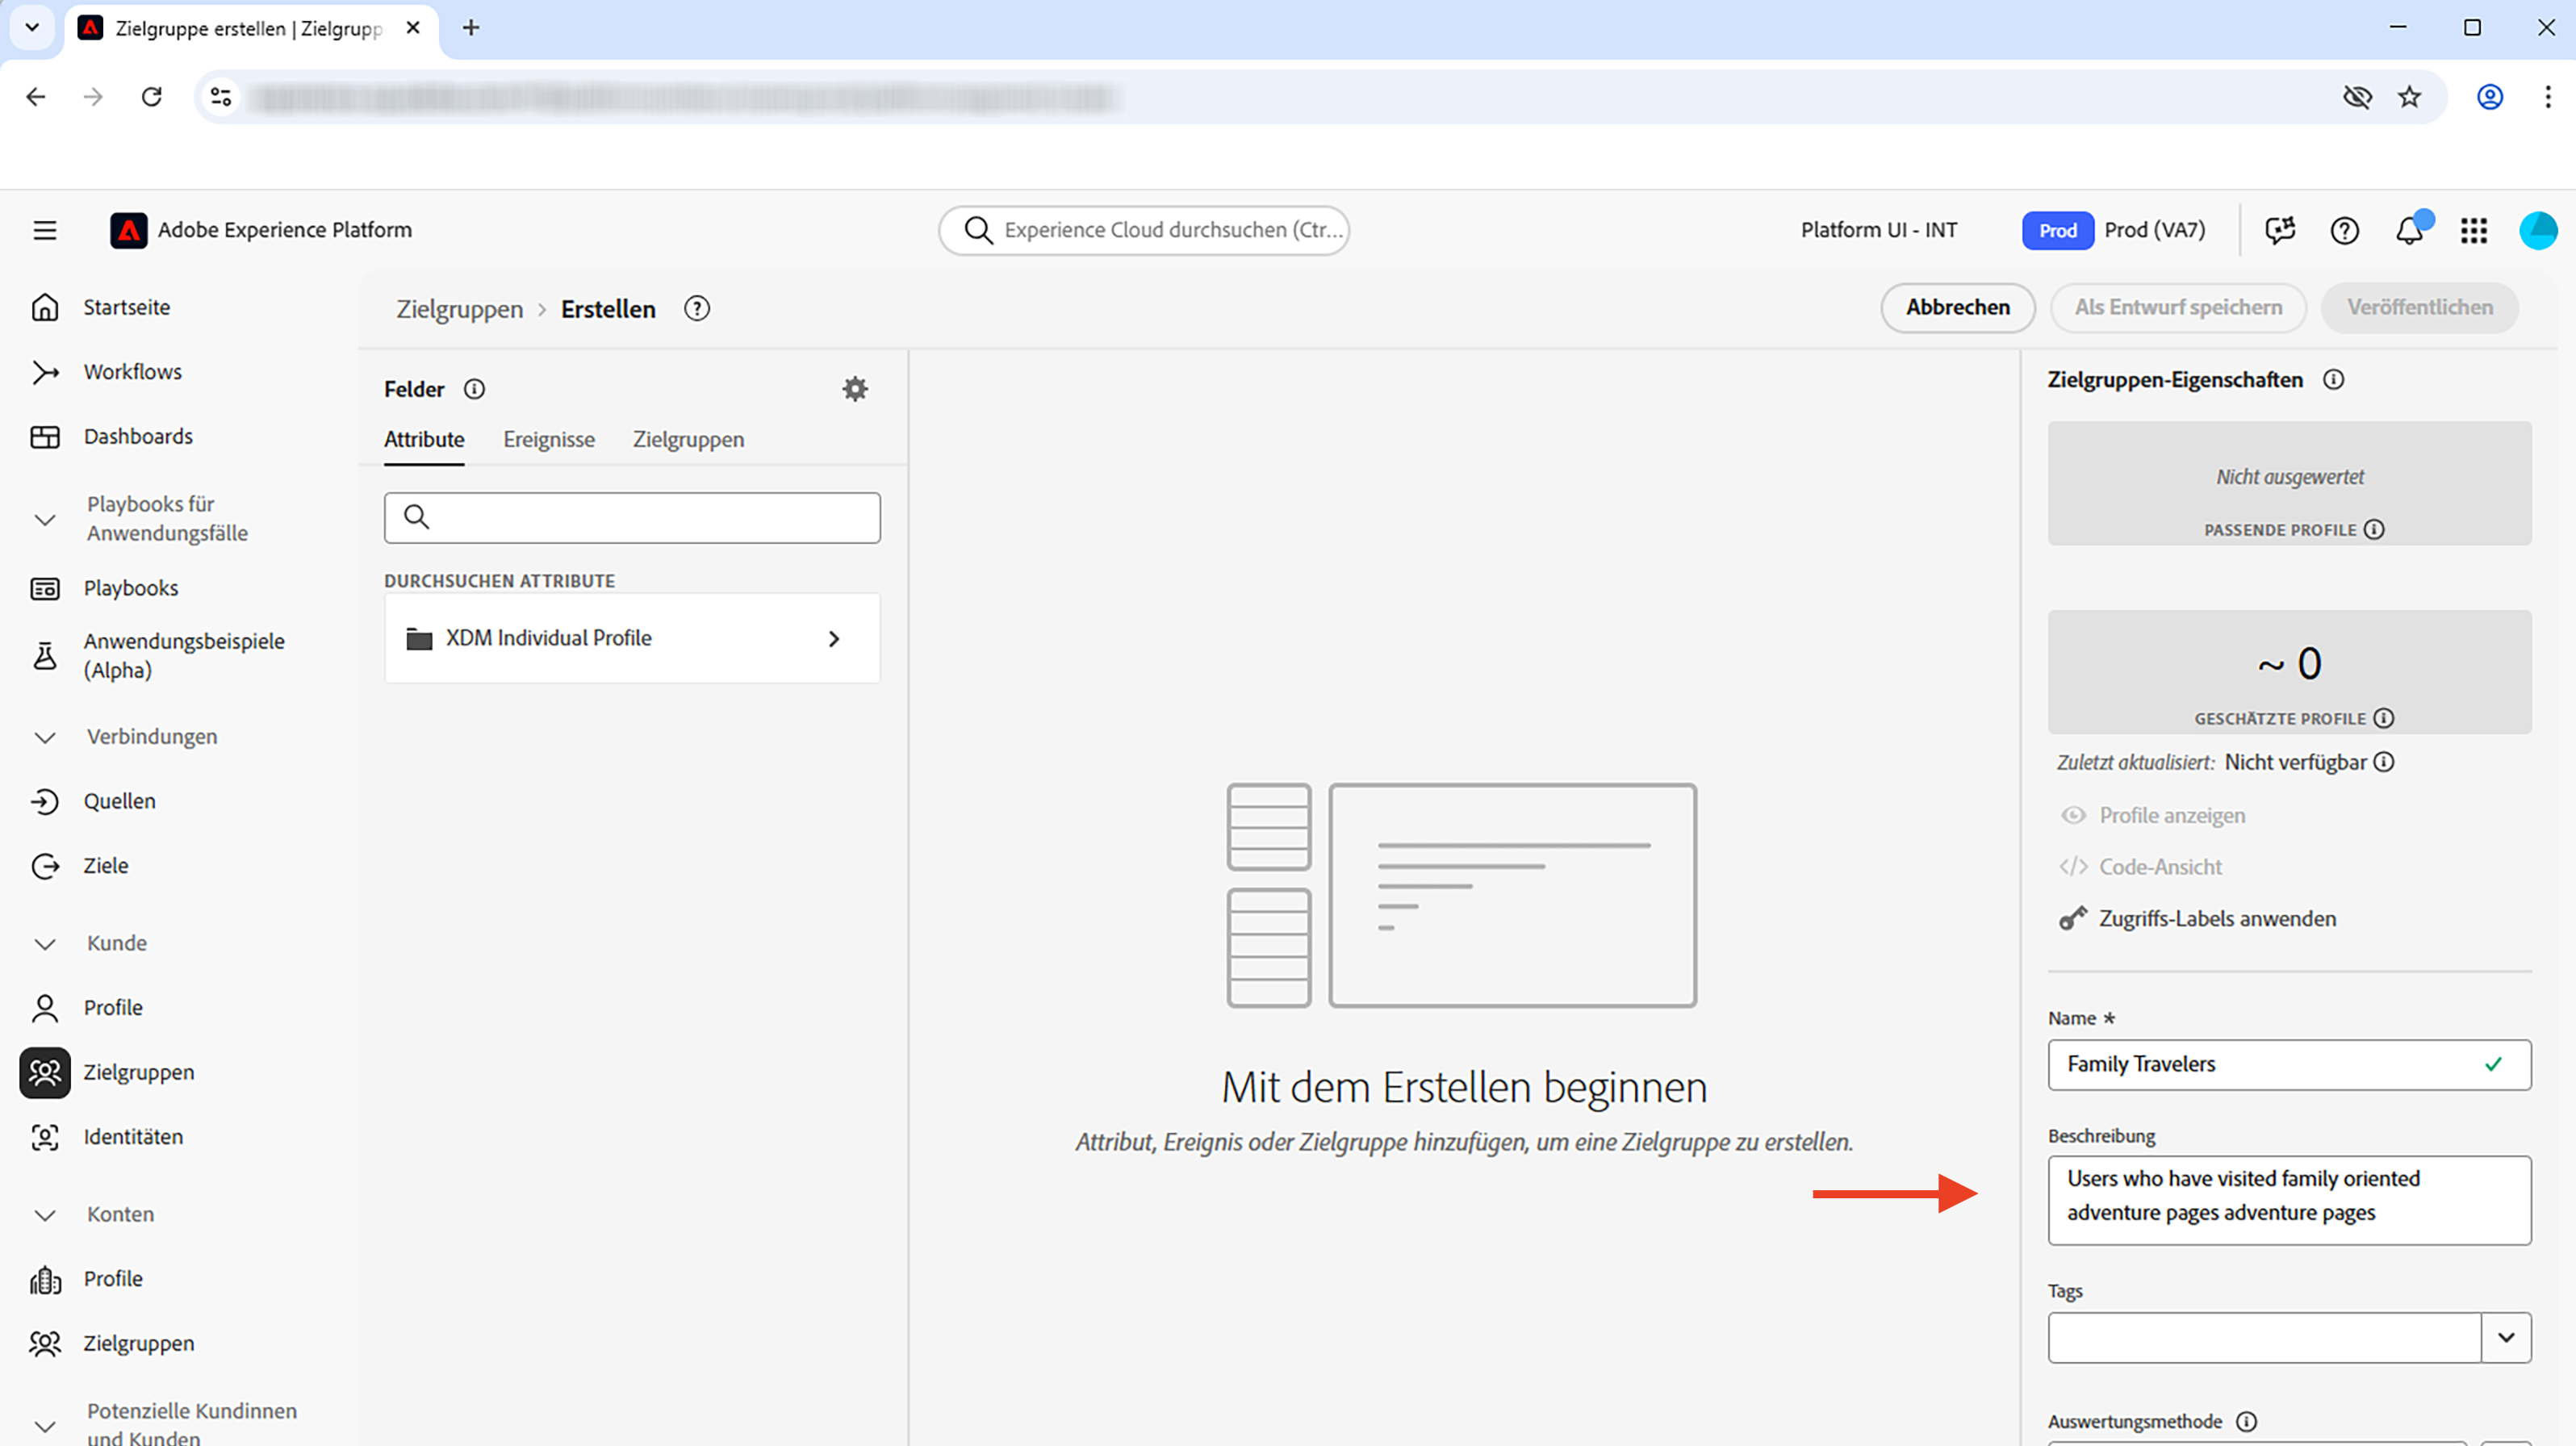 Zielgruppe erstellen | Zielgrupp
Adobe Experience Platform
Experience Cloud durchsuchen (Ctr...
Platform UI - INT
Prod
Prod (VA7)
Startseite
Workflows
Dashboards
Playbooks für
Anwendungsfälle
Playbooks
Anwendungsbeispiele
(Alpha)
Verbindungen
Quellen
Ziele
Kunde
Profile
Zielgruppen
Identitäten
Konten
Profile
Zielgruppen
Potenzielle Kundinnen
und Kunden
Zielgruppen > Erstellen
Abbrechen
Als Entwurf speichern
Veröffentlichen
Felder
Attribute
Ereignisse
Zielgruppen
DURCHSUCHEN ATTRIBUTE
XDM Individual Profile
Mit dem Erstellen beginnen
Attribut, Ereignis oder Zielgruppe hinzufügen, um eine Zielgruppe zu erstellen.
Zielgruppen-Eigenschaften
Nicht ausgewertet
PASSENDE PROFILE
~ 0
GESCHÄTZTE PROFILE
Zuletzt aktualisiert: Nicht verfügbar
Profile anzeigen
Code-Ansicht
Zugriffs-Labels anwenden
Name *
Family Travelers
Beschreibung
Users who have visited family oriented
adventure pages adventure pages
Tags
Auswertungsmethode